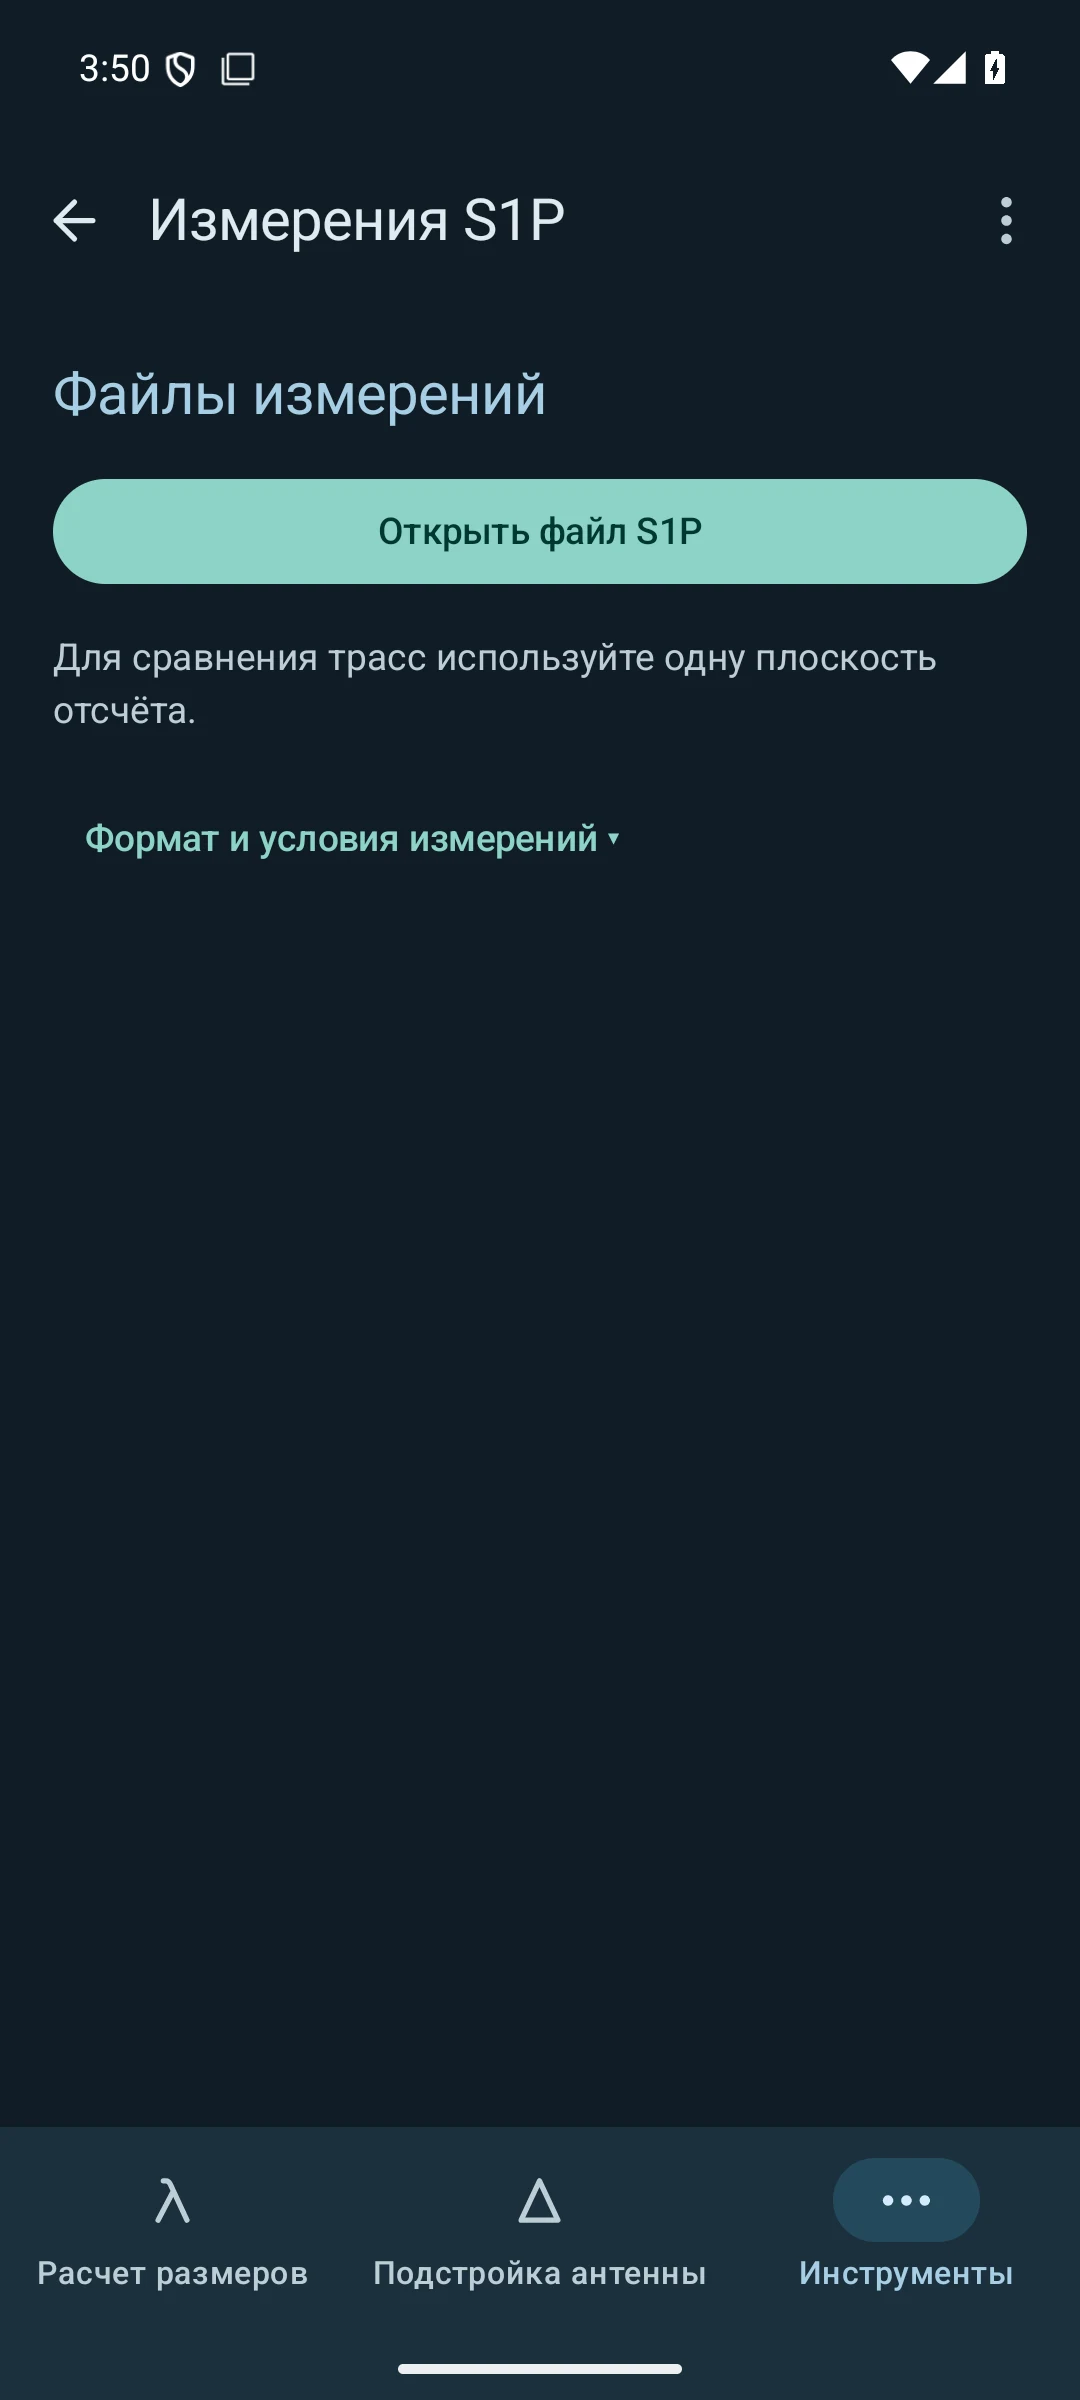 3:50
Измерения S1P
Файлы измерений
Открыть файл S1P
Для сравнения трасс используйте одну плоскость
отсчёта.
Формат и условия измерений ▾
λ
Δ
Расчет размеров
Подстройка антенны
Инструменты